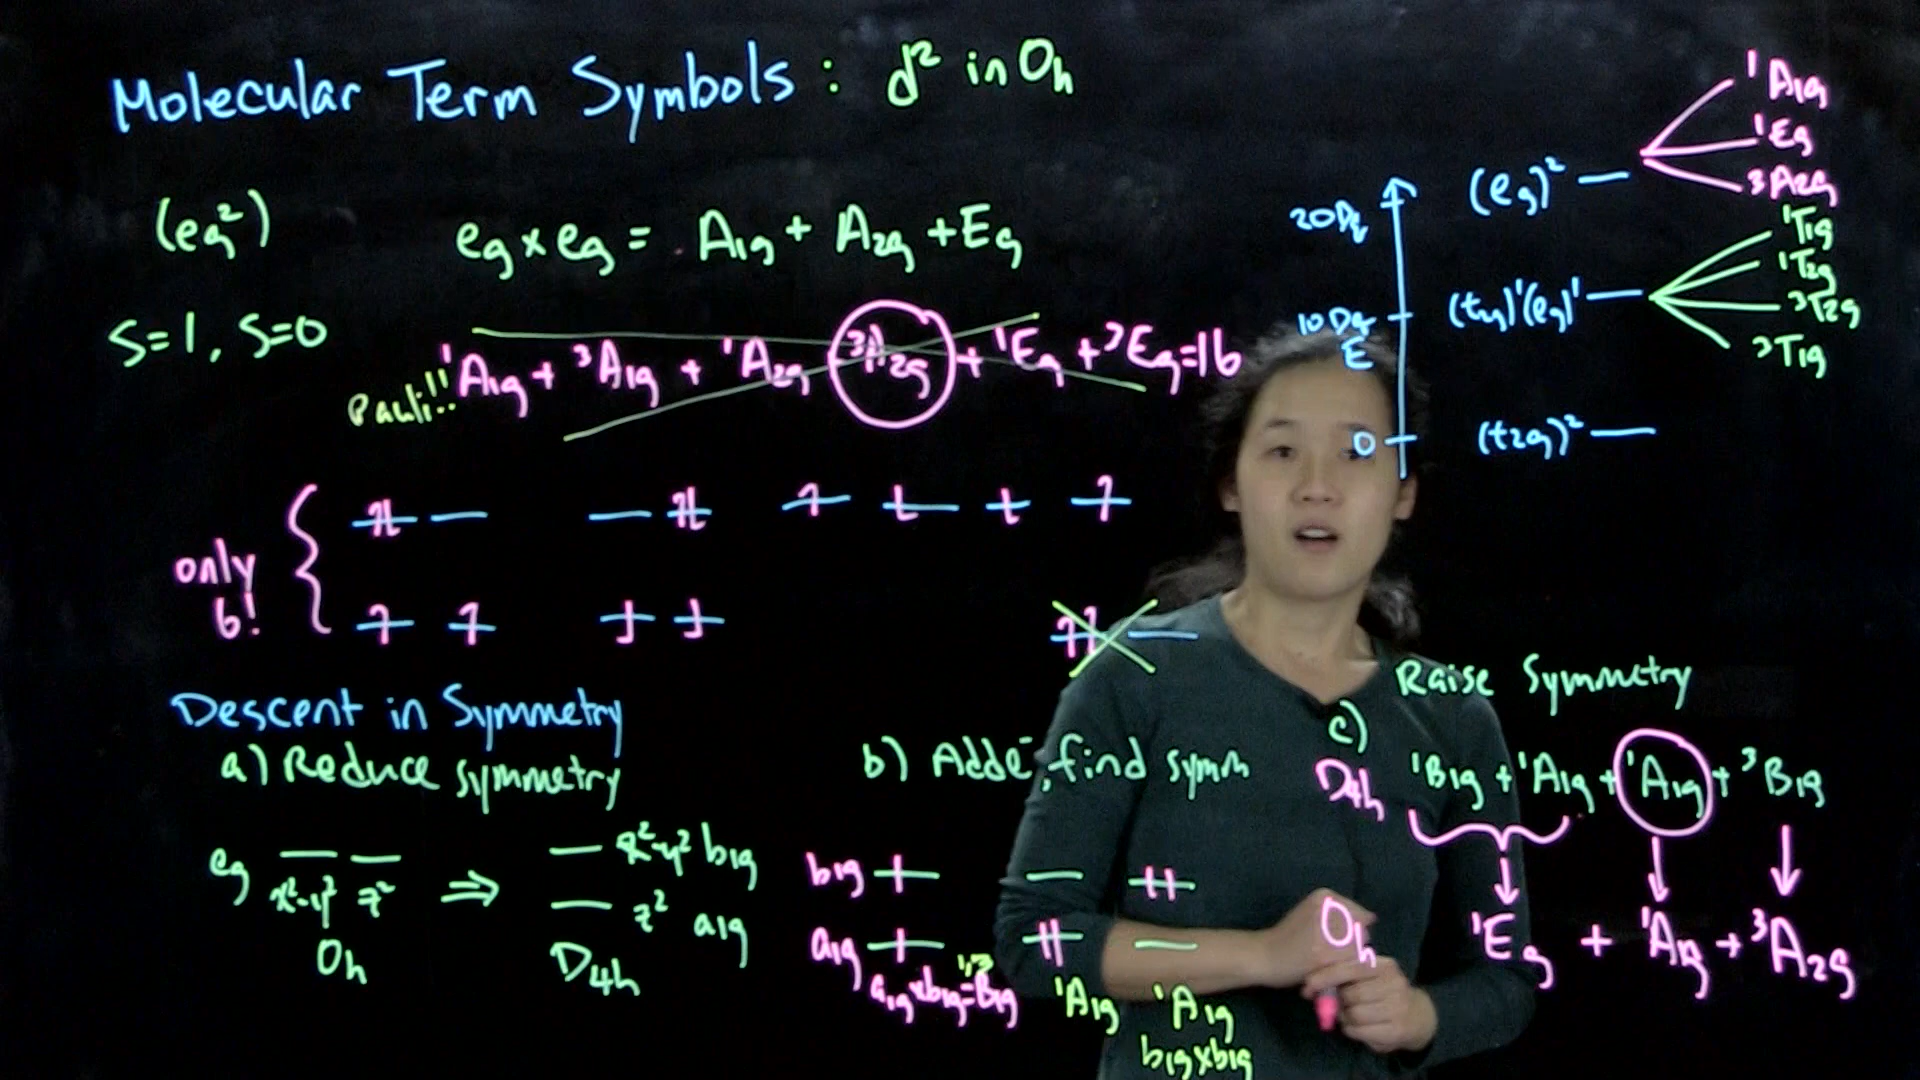 Molecular Term Symbols : d² in Oh
(eg²)
eg x eg = A1g + A2g + Eg
S=1, S=0
Pauli!! ¹A1g + ³A1g + ¹A2g ³A2g + ¹Eg + ³Eg = 16
only 6!
20Dq
10Dq
E
0
(eg)²
¹A1g
¹Eg
³A2g
(t2g)¹(eg)¹
¹T1g
¹T2g
³T2g
³T1g
(t2g)²
Descent in Symmetry
a) Reduce symmetry
eg
x²-y² z²
Oh
⇒
x²-y² b1g
z² a1g
D4h
b) Add e⁻, find symm
b1g
a1g
a1g x b1g = ¹,³B1g
¹A1g
¹A1g
b1g x b1g
Raise Symmetry
c)
D4h ¹B1g + ¹A1g + ¹A1g + ³B1g
Oh ¹Eg + ¹A1g + ³A2g